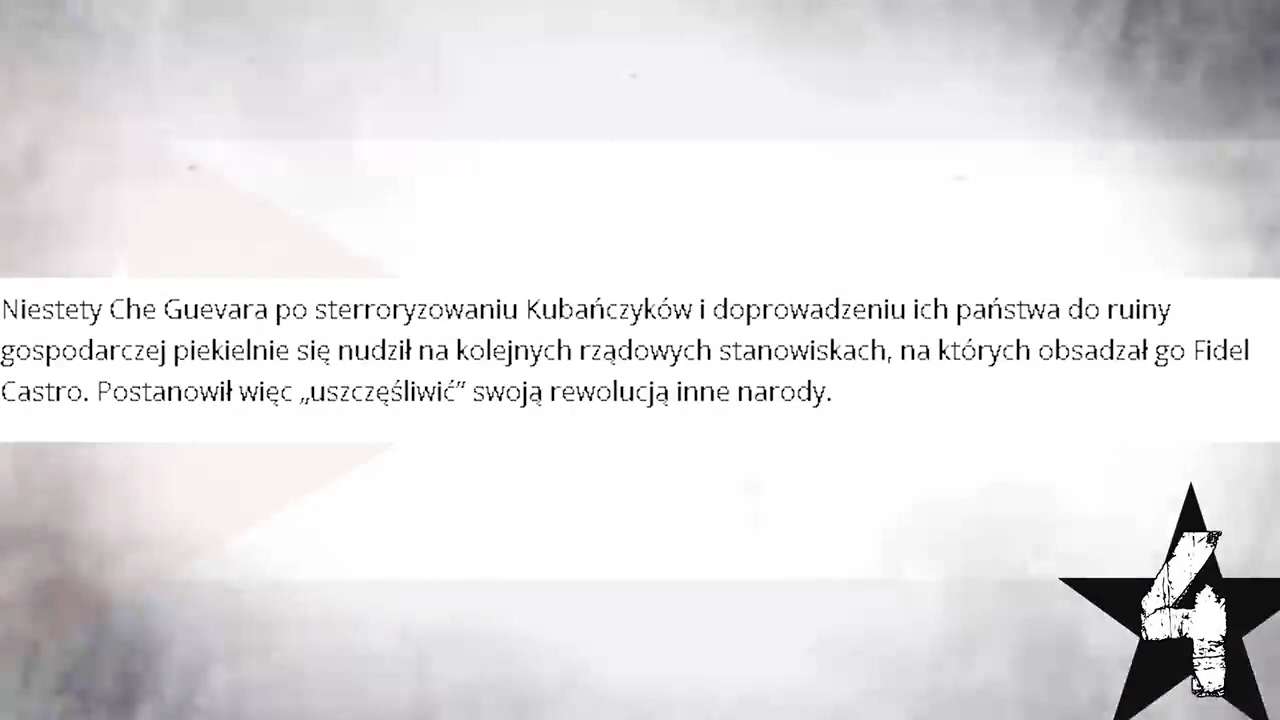 Niestety Che Guevara po sterroryzowaniu Kubańczyków i doprowadzeniu ich państwa do ruiny
gospodarczej piekielnie się nudził na kolejnych rządowych stanowiskach, na których obsadzał go Fidel
Castro. Postanowił więc „uszczęśliwić” swoją rewolucją inne narody.
4